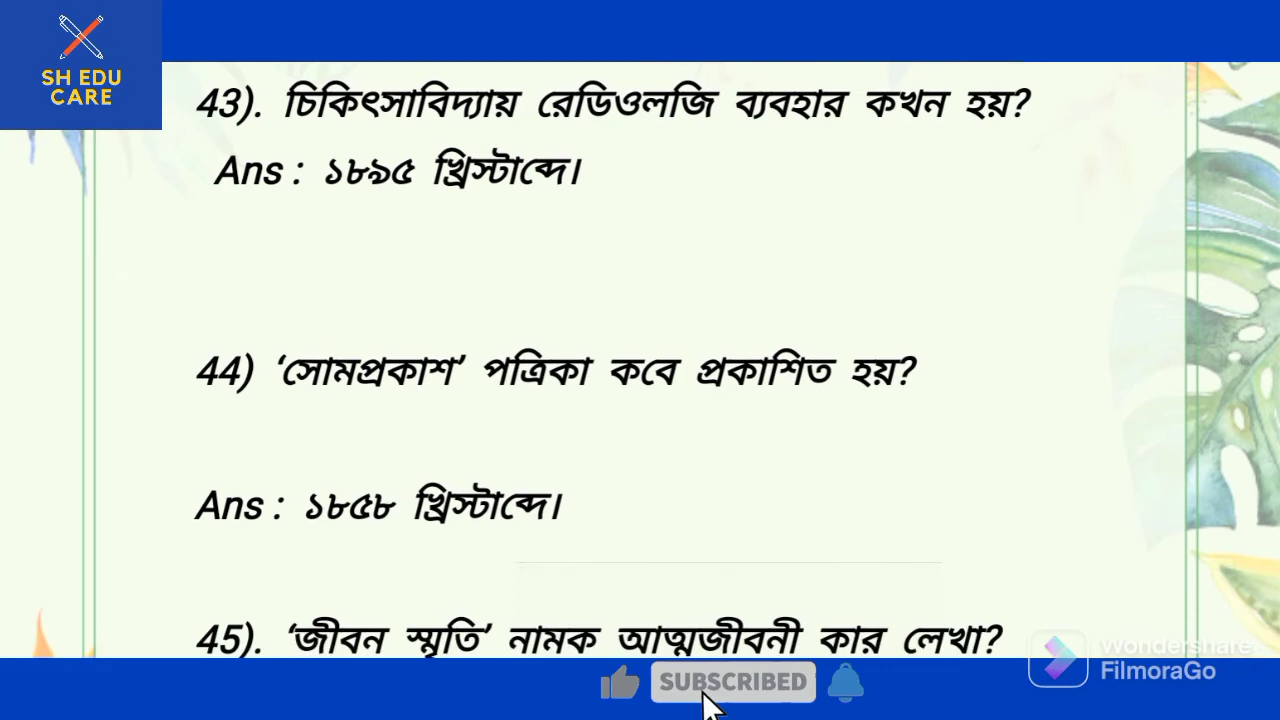 SH EDU
CARE
43). চিকিৎসাবিদ্যায় রেডিওলজি ব্যবহার কখন হয়?
Ans : ১৮৯৫ খ্রিস্টাব্দে।
44) ‘সোমপ্রকাশ’ পত্রিকা কবে প্রকাশিত হয়?
Ans : ১৮৫৮ খ্রিস্টাব্দে।
45). ‘জীবন স্মৃতি’ নামক আত্মজীবনী কার লেখা?
Wondershare
FilmoraGo
SUBSCRIBED